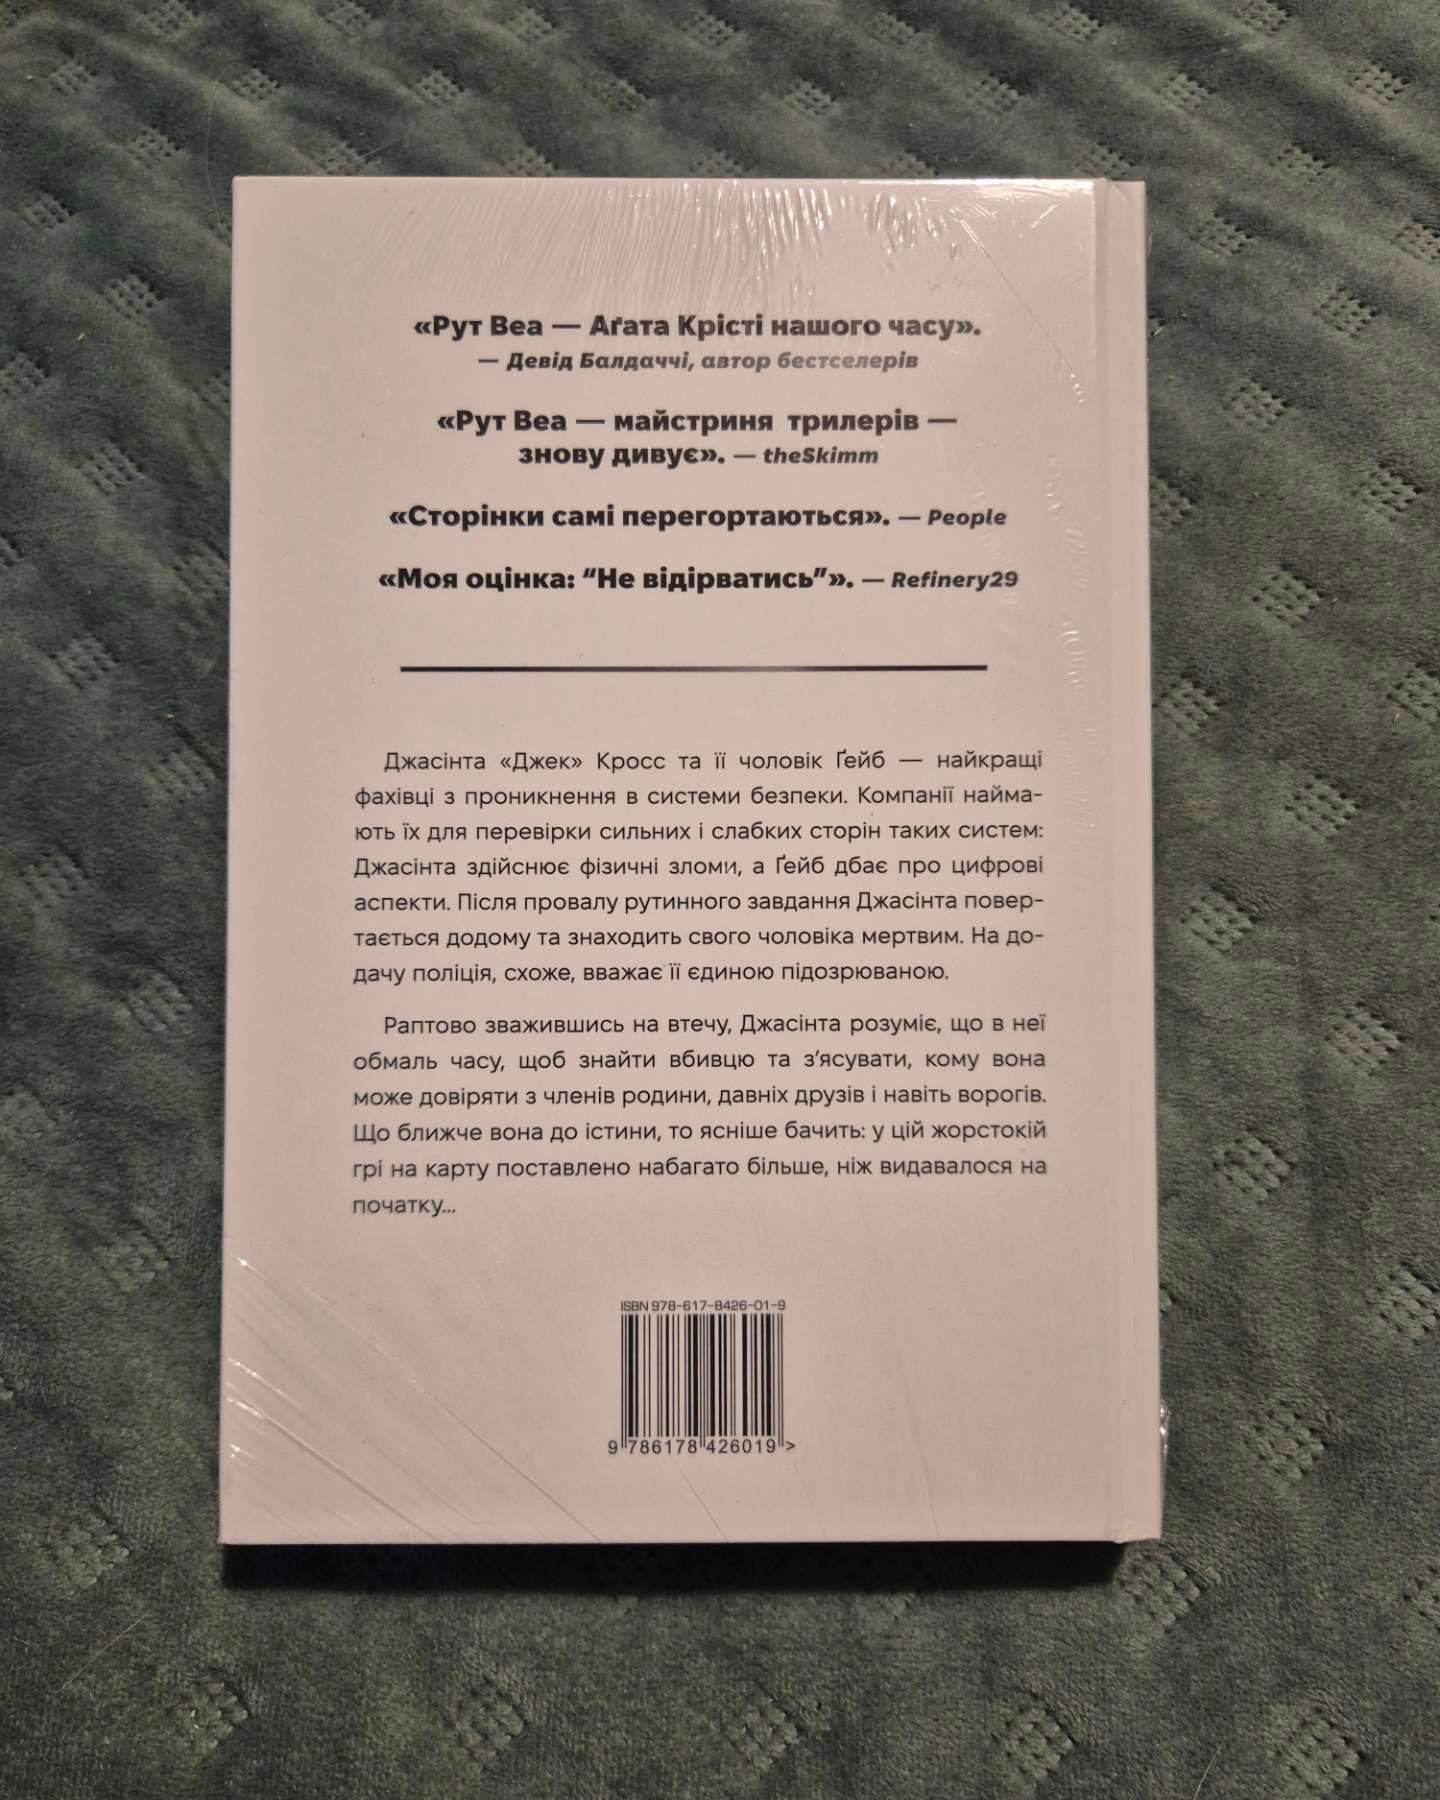 «Рут Веа — Аґата Крісті нашого часу».
— Девід Балдаччі, автор бестселерів
«Рут Веа — майстриня трилерів —
знову дивує». — theSkimm
«Сторінки самі перегортаються». — People
«Моя оцінка: “Не відірватись”». — Refinery29
Джасінта «Джек» Кросс та її чоловік Ґейб — найкращі
фахівці з проникнення в системи безпеки. Компанії найма-
ють їх для перевірки сильних і слабких сторін таких систем:
Джасінта здійснює фізичні зломи, а Ґейб дбає про цифрові
аспекти. Після провалу рутинного завдання Джасінта повер-
тається додому та знаходить свого чоловіка мертвим. На до-
дачу поліція, схоже, вважає її єдиною підозрюваною.
Раптово зважившись на втечу, Джасінта розуміє, що в неї
обмаль часу, щоб знайти вбивцю та з’ясувати, кому вона
може довіряти з членів родини, давніх друзів і навіть ворогів.
Що ближче вона до істини, то ясніше бачить: у цій жорстокій
грі на карту поставлено набагато більше, ніж видавалося на
початку...
ISBN 978-617-8426-01-9
9 786178 426019 >